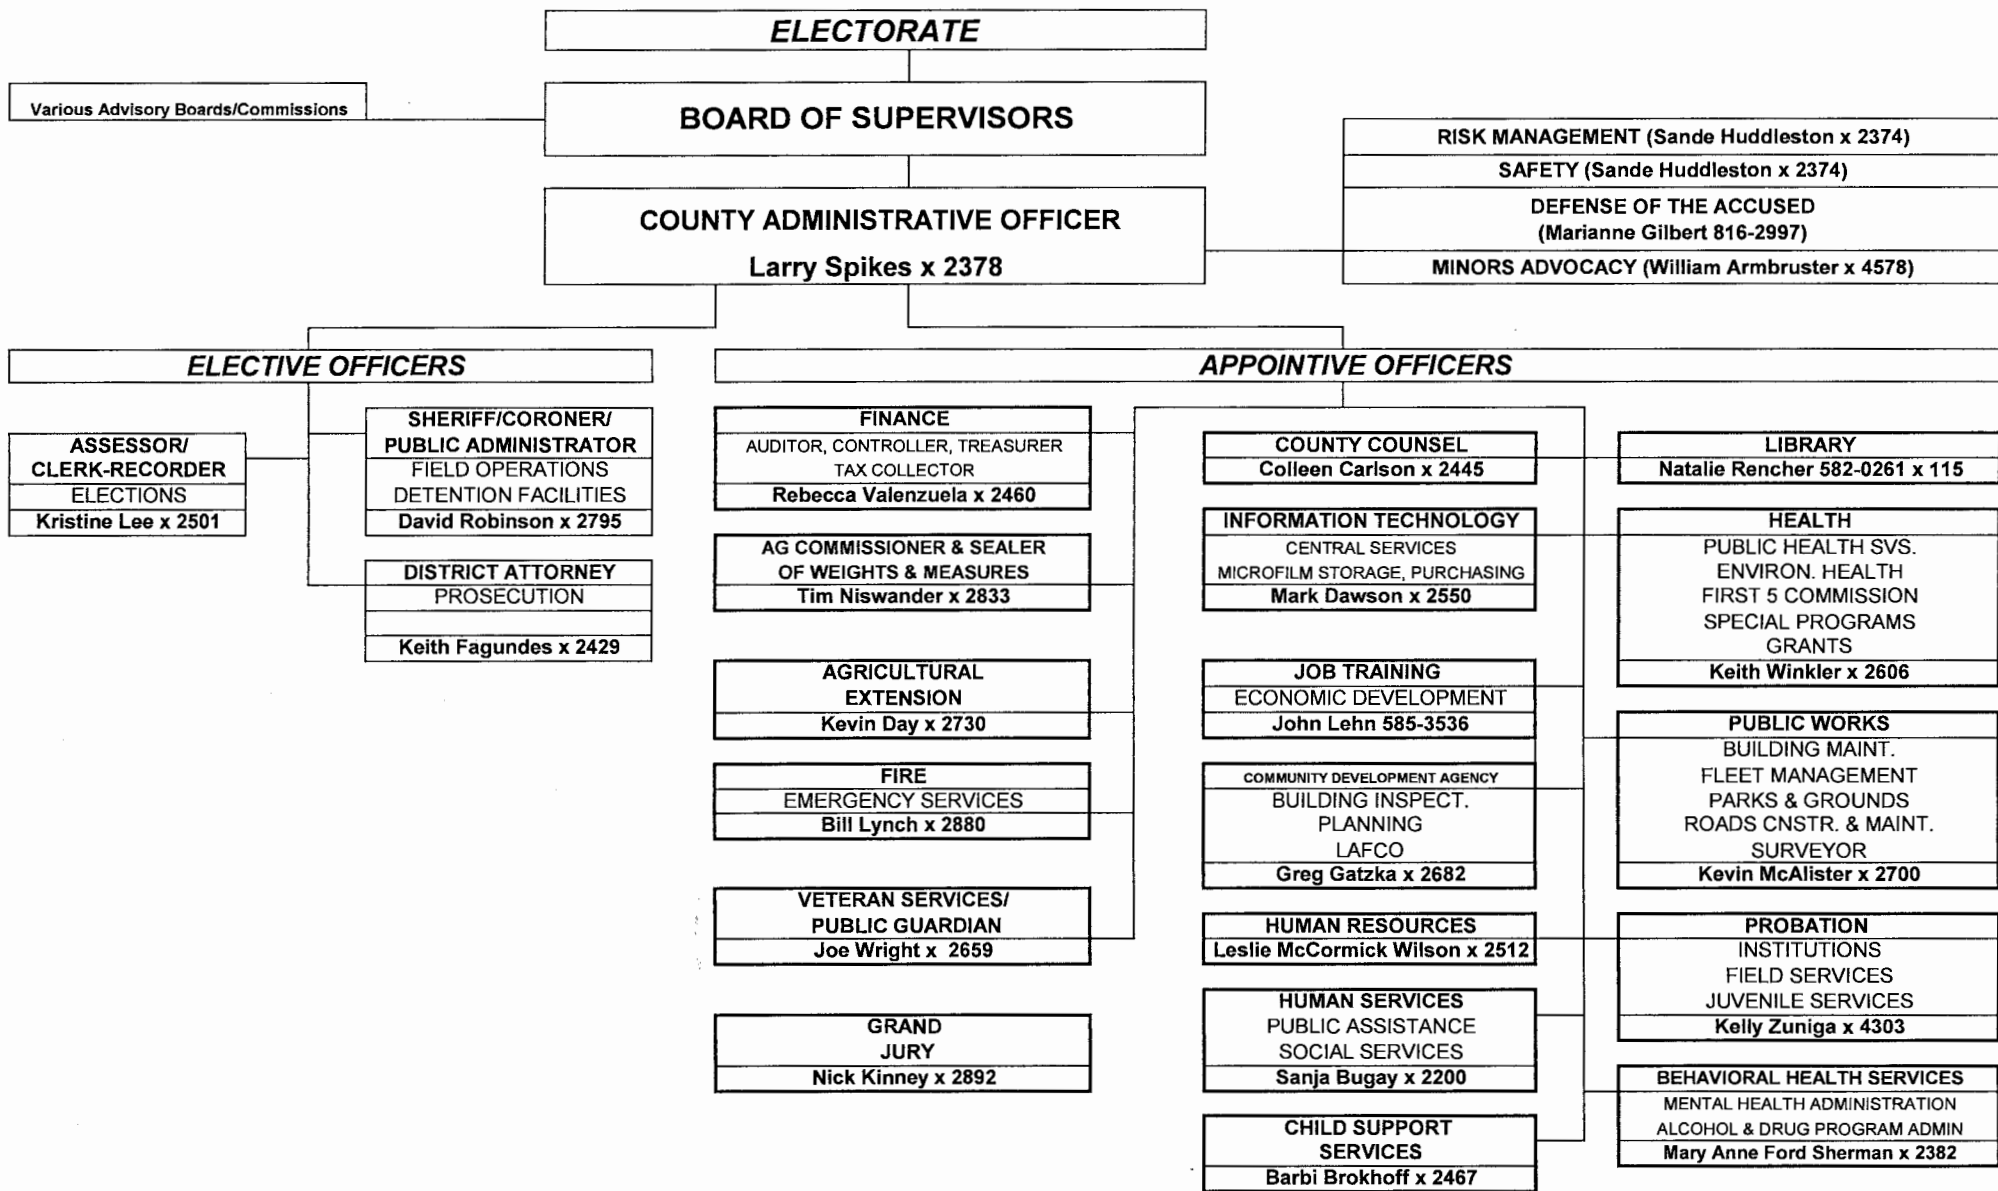 ELECTORATE
Various Advisory Boards/Commissions
BOARD OF SUPERVISORS
COUNTY ADMINISTRATIVE OFFICER
Larry Spikes x 2378
RISK MANAGEMENT (Sande Huddleston x 2374)
SAFETY (Sande Huddleston x 2374)
DEFENSE OF THE ACCUSED
(Marianne Gilbert 816-2997)
MINORS ADVOCACY (William Armbruster x 4578)
ELECTIVE OFFICERS
ASSESSOR/
CLERK-RECORDER
ELECTIONS
Kristine Lee x 2501
SHERIFF/CORONER/
PUBLIC ADMINISTRATOR
FIELD OPERATIONS
DETENTION FACILITIES
David Robinson x 2795
DISTRICT ATTORNEY
PROSECUTION
Keith Fagundes x 2429
APPOINTIVE OFFICERS
FINANCE
AUDITOR, CONTROLLER, TREASURER
TAX COLLECTOR
Rebecca Valenzuela x 2460
AG COMMISSIONER & SEALER
OF WEIGHTS & MEASURES
Tim Niswander x 2833
AGRICULTURAL
EXTENSION
Kevin Day x 2730
FIRE
EMERGENCY SERVICES
Bill Lynch x 2880
VETERAN SERVICES/
PUBLIC GUARDIAN
Joe Wright x 2659
GRAND
JURY
Nick Kinney x 2892
COUNTY COUNSEL
Colleen Carlson x 2445
INFORMATION TECHNOLOGY
CENTRAL SERVICES
MICROFILM STORAGE, PURCHASING
Mark Dawson x 2550
JOB TRAINING
ECONOMIC DEVELOPMENT
John Lehn 585-3536
COMMUNITY DEVELOPMENT AGENCY
BUILDING INSPECT.
PLANNING
LAFCO
Greg Gatzka x 2682
HUMAN RESOURCES
Leslie McCormick Wilson x 2512
HUMAN SERVICES
PUBLIC ASSISTANCE
SOCIAL SERVICES
Sanja Bugay x 2200
CHILD SUPPORT
SERVICES
Barbi Brokhoff x 2467
LIBRARY
Natalie Rencher 582-0261 x 115
HEALTH
PUBLIC HEALTH SVS.
ENVIRON. HEALTH
FIRST 5 COMMISSION
SPECIAL PROGRAMS
GRANTS
Keith Winkler x 2606
PUBLIC WORKS
BUILDING MAINT.
FLEET MANAGEMENT
PARKS & GROUNDS
ROADS CNSTR. & MAINT.
SURVEYOR
Kevin McAlister x 2700
PROBATION
INSTITUTIONS
FIELD SERVICES
JUVENILE SERVICES
Kelly Zuniga x 4303
BEHAVIORAL HEALTH SERVICES
MENTAL HEALTH ADMINISTRATION
ALCOHOL & DRUG PROGRAM ADMIN
Mary Anne Ford Sherman x 2382